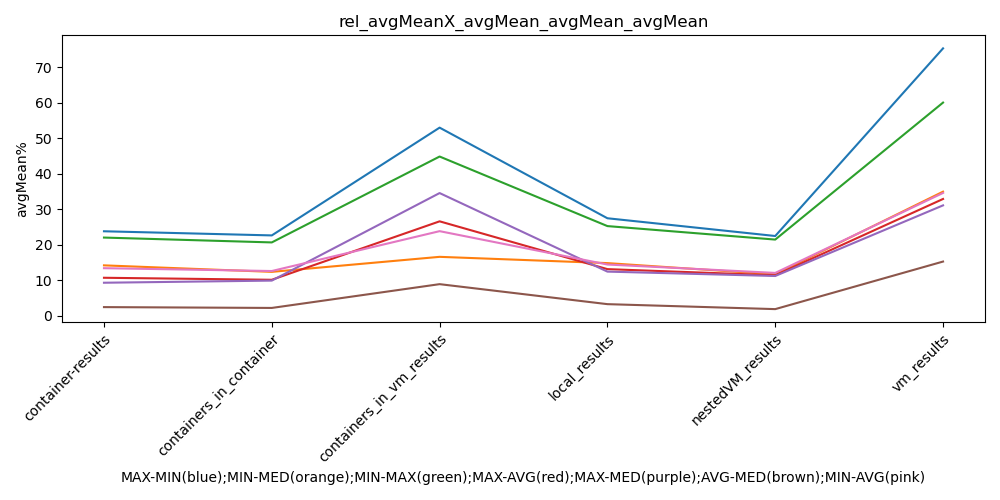 rel_avgMeanX_avgMean_avgMean_avgMean
avgMean%
70
60
50
40
30
20
10
0
container-results
containers_in_container
containers_in_vm_results
local_results
nestedVM_results
vm_results
MAX-MIN(blue);MIN-MED(orange);MIN-MAX(green);MAX-AVG(red);MAX-MED(purple);AVG-MED(brown);MIN-AVG(pink)